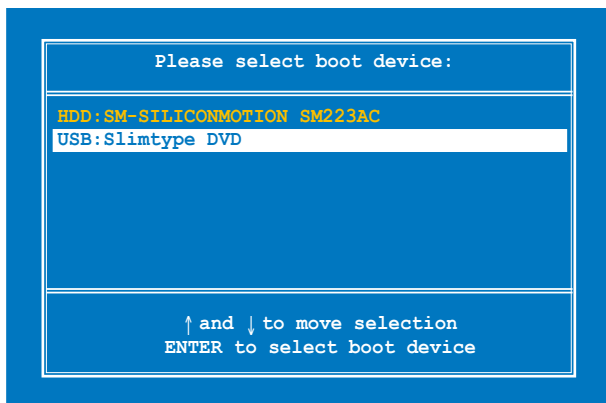 Please select boot device:
HDD:SM-SILICONMOTION SM223AC
USB:Slimtype DVD
↑ and ↓ to move selection
ENTER to select boot device